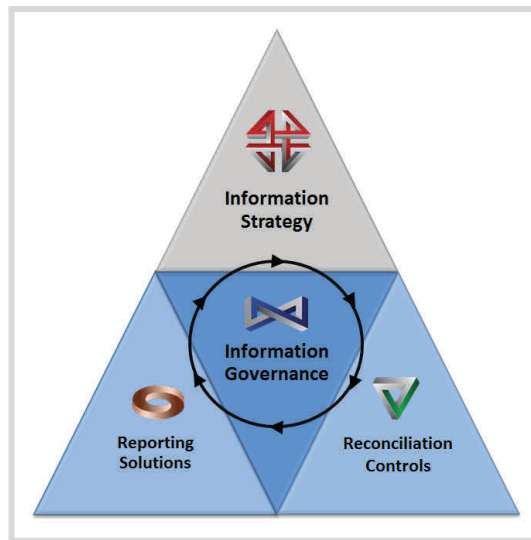 Information
Strategy
Information
Governance
Reporting
Solutions
Reconciliation
Controls